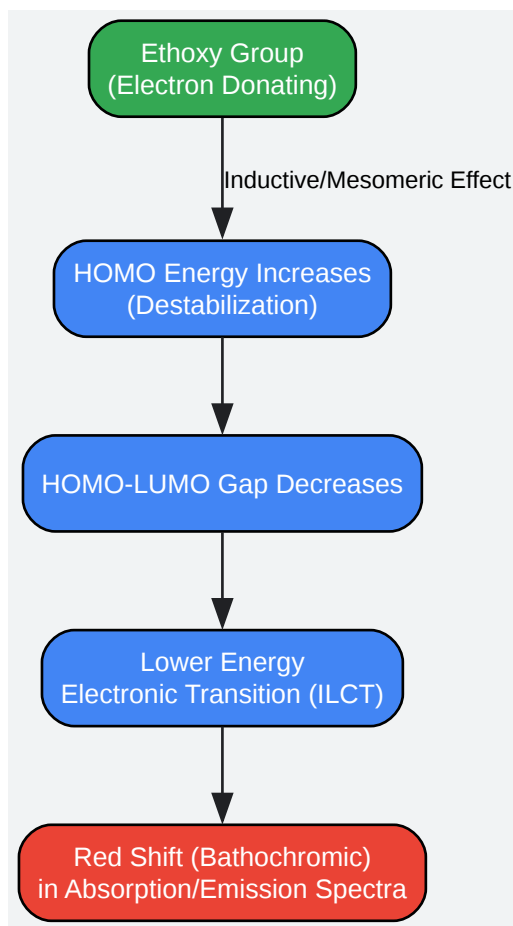 Ethoxy Group
(Electron Donating)
Inductive/Mesomeric Effect
HOMO Energy Increases
(Destabilization)
HOMO-LUMO Gap Decreases
Lower Energy
Electronic Transition (ILCT)
Red Shift (Bathochromic)
in Absorption/Emission Spectra